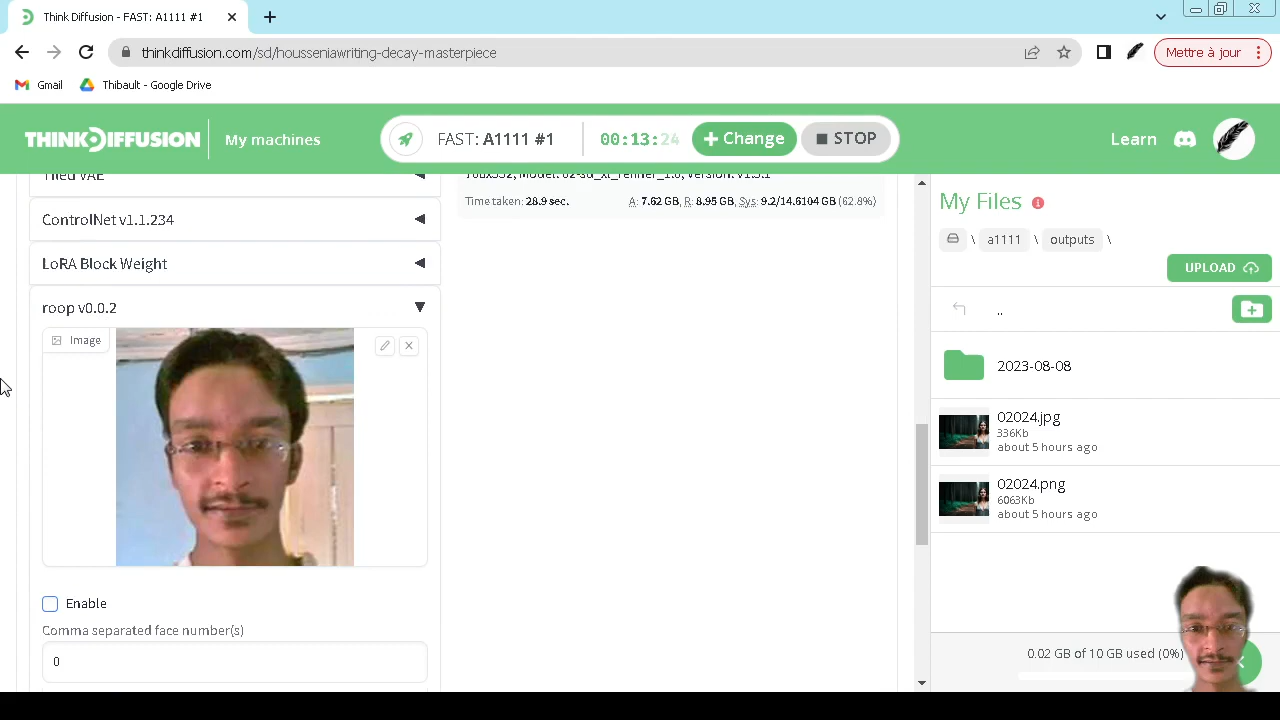 Think Diffusion - FAST: A1111 #1
thinkdiffusion.com/sd/housseniawriting-decay-masterpiece
Mettre à jour
Gmail
Thibault - Google Drive
THINKDIFFUSION
My machines
FAST: A1111 #1
00:13:24
+ Change
STOP
Learn
Tiled VAE
ControlNet v1.1.234
LoRA Block Weight
roop v0.0.2
Image
Enable
Comma separated face number(s)
0
Time taken: 28.9 sec.
A: 7.62 GB, R: 8.95 GB, Sys: 9.2/14.6104 GB (62.8%)
My Files
\ a1111 \ outputs \
UPLOAD
..
2023-08-08
02024.jpg
336Kb
about 5 hours ago
02024.png
6063Kb
about 5 hours ago
0.02 GB of 10 GB used (0%)